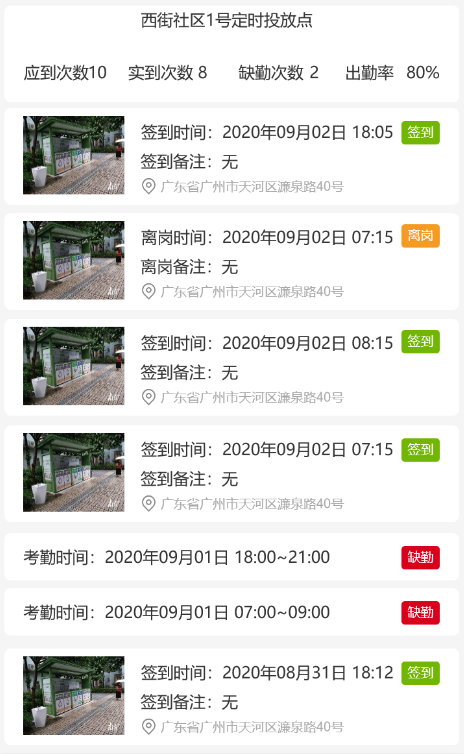 西街社区1号定时投放点
应到次数10 实到次数 8 缺勤次数 2 出勤率 80%
签到时间：2020年09月02日 18:05 签到
签到备注：无
广东省广州市天河区濂泉路40号
离岗时间：2020年09月02日 07:15 离岗
离岗备注：无
广东省广州市天河区濂泉路40号
签到时间：2020年09月02日 08:15 签到
签到备注：无
广东省广州市天河区濂泉路40号
签到时间：2020年09月02日 07:15 签到
签到备注：无
广东省广州市天河区濂泉路40号
考勤时间：2020年09月01日 18:00~21:00 缺勤
考勤时间：2020年09月01日 07:00~09:00 缺勤
签到时间：2020年08月31日 18:12 签到
签到备注：无
广东省广州市天河区濂泉路40号